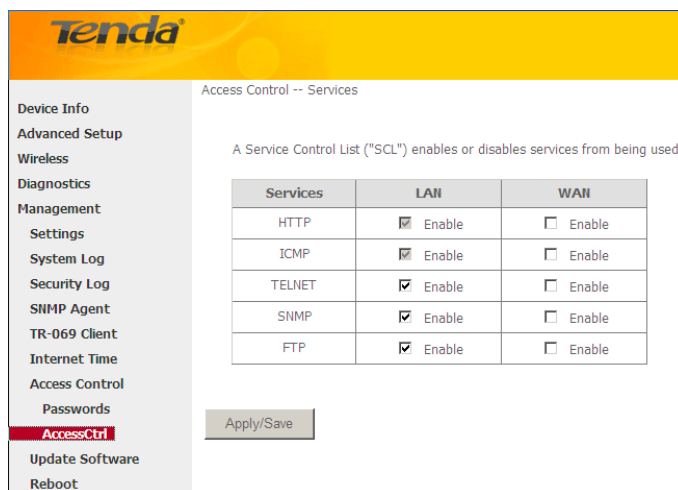 Tenda®
Device Info
Advanced Setup
Wireless
Diagnostics
Management
Settings
System Log
Security Log
SNMP Agent
TR-069 Client
Internet Time
Access Control
Passwords
AccessCtrl
Update Software
Reboot
Access Control -- Services
A Service Control List ("SCL") enables or disables services from being used
Services LAN WAN
HTTP Enable Enable
ICMP Enable Enable
TELNET Enable Enable
SNMP Enable Enable
FTP Enable Enable
Apply/Save